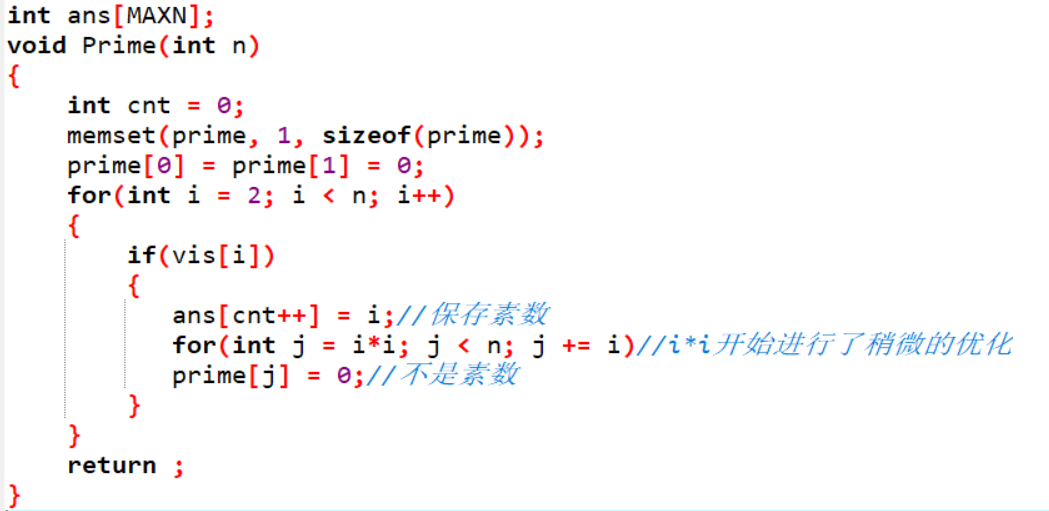 int ans[MAXN];
void Prime(int n)
{
    int cnt = 0;
    memset(prime, 1, sizeof(prime));
    prime[0] = prime[1] = 0;
    for(int i = 2; i < n; i++)
    {
        if(vis[i])
        {
           ans[cnt++] = i;//保存素数
           for(int j = i*i; j < n; j += i)//i*i开始进行了稍微的优化
           prime[j] = 0;//不是素数
        }
    }
    return ;
}